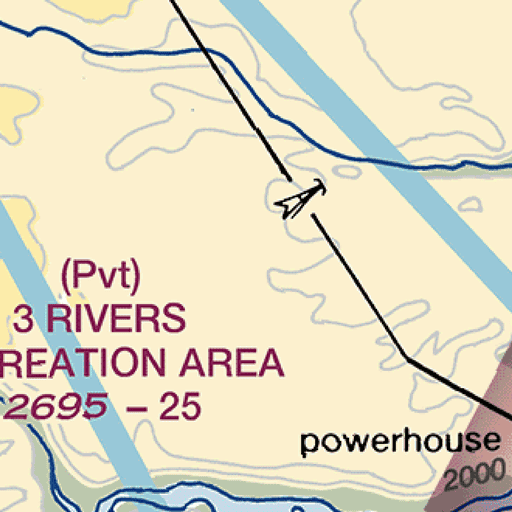 (Pvt)
3 RIVERS
REATION AREA
2695 – 25
powerhouse
2000